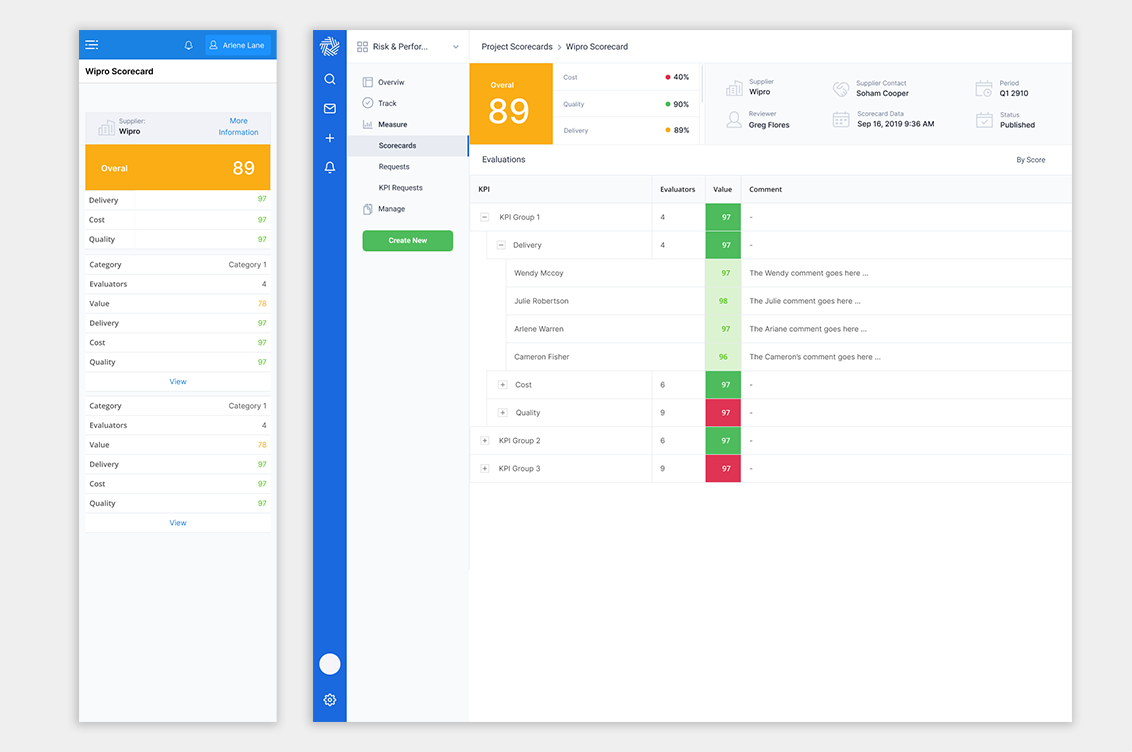 Arlene Lane
Wipro Scorecard
Supplier:
Wipro
More
Information
Overal 89
Delivery 97
Cost 97
Quality 97
Category Category 1
Evaluators 4
Value 78
Delivery 97
Cost 97
Quality 97
View
Category Category 1
Evaluators 4
Value 78
Delivery 97
Cost 97
Quality 97
View
Risk & Perfor...
Overviw
Track
Measure
Scorecards
Requests
KPI Requests
Manage
Create New
Project Scorecards > Wipro Scorecard
Overal
89
Cost 40%
Quality 90%
Delivery 89%
Supplier
Wipro
Supplier Contact
Soham Cooper
Period
Q1 2910
Reviewer
Greg Flores
Scorecard Data
Sep 16, 2019 9:36 AM
Status
Published
Evaluations By Score
KPI Evaluators Value Comment
KPI Group 1 4 97 -
Delivery 4 97 -
Wendy Mccoy 97 The Wendy comment goes here ...
Julie Robertson 98 The Julie comment goes here ...
Arlene Warren 97 The Ariane comment goes here ...
Cameron Fisher 96 The Cameron's comment goes here ...
Cost 6 97 -
Quality 9 97 -
KPI Group 2 6 97 -
KPI Group 3 9 97 -